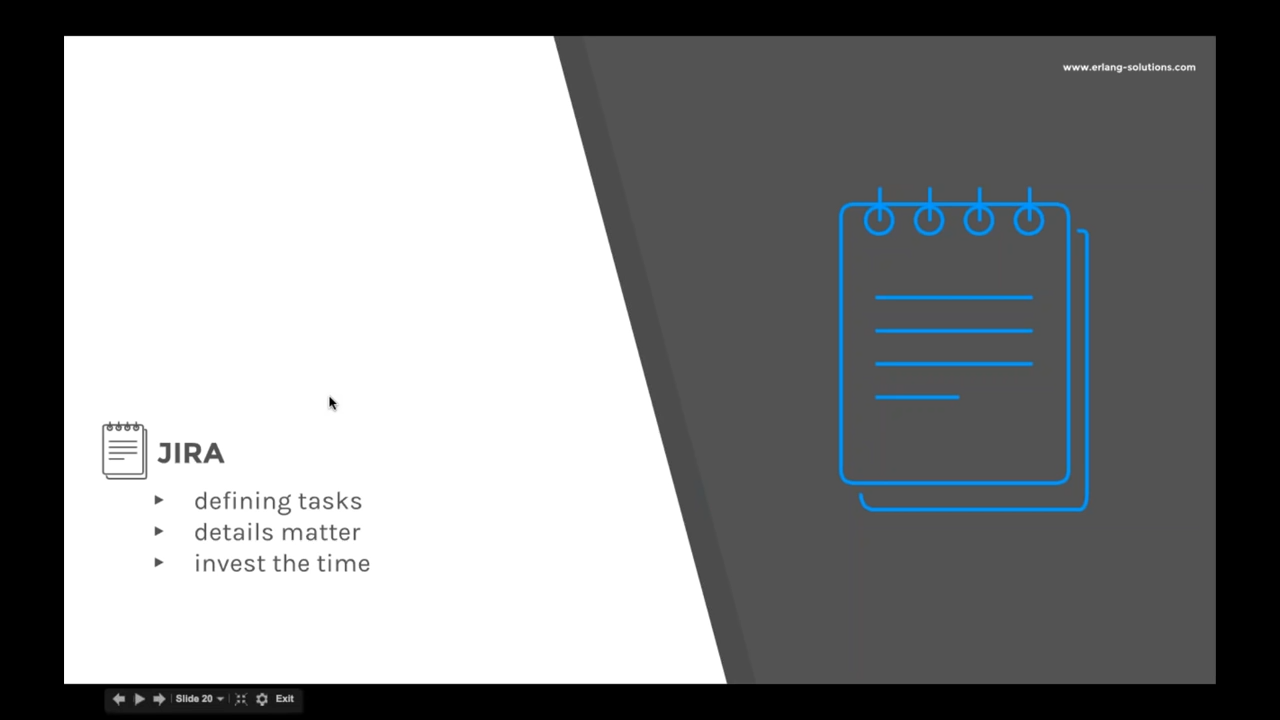 www.erlang-solutions.com
JIRA
defining tasks
details matter
invest the time
Slide 20
Exit